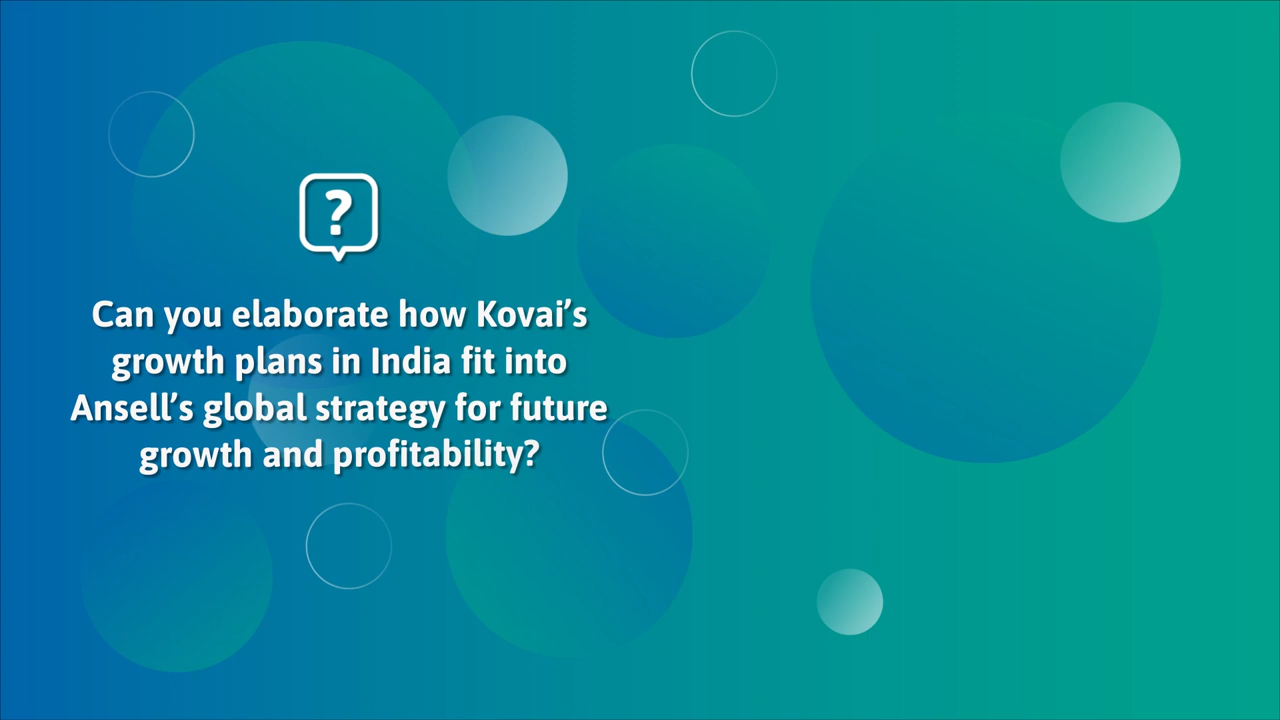 ?
Can you elaborate how Kovai’s
growth plans in India fit into
Ansell’s global strategy for future
growth and profitability?